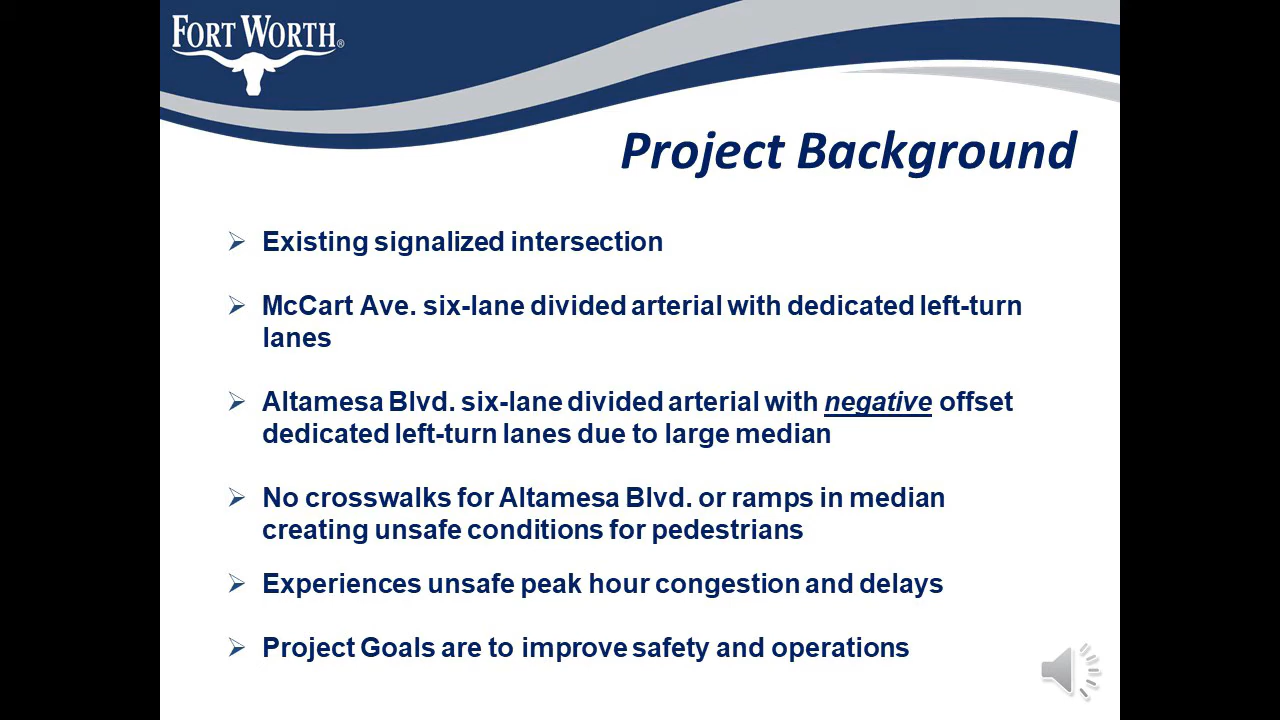 FORT WORTH®
Project Background
Existing signalized intersection
McCart Ave. six-lane divided arterial with dedicated left-turn
lanes
Altamesa Blvd. six-lane divided arterial with negative offset
dedicated left-turn lanes due to large median
No crosswalks for Altamesa Blvd. or ramps in median
creating unsafe conditions for pedestrians
Experiences unsafe peak hour congestion and delays
Project Goals are to improve safety and operations